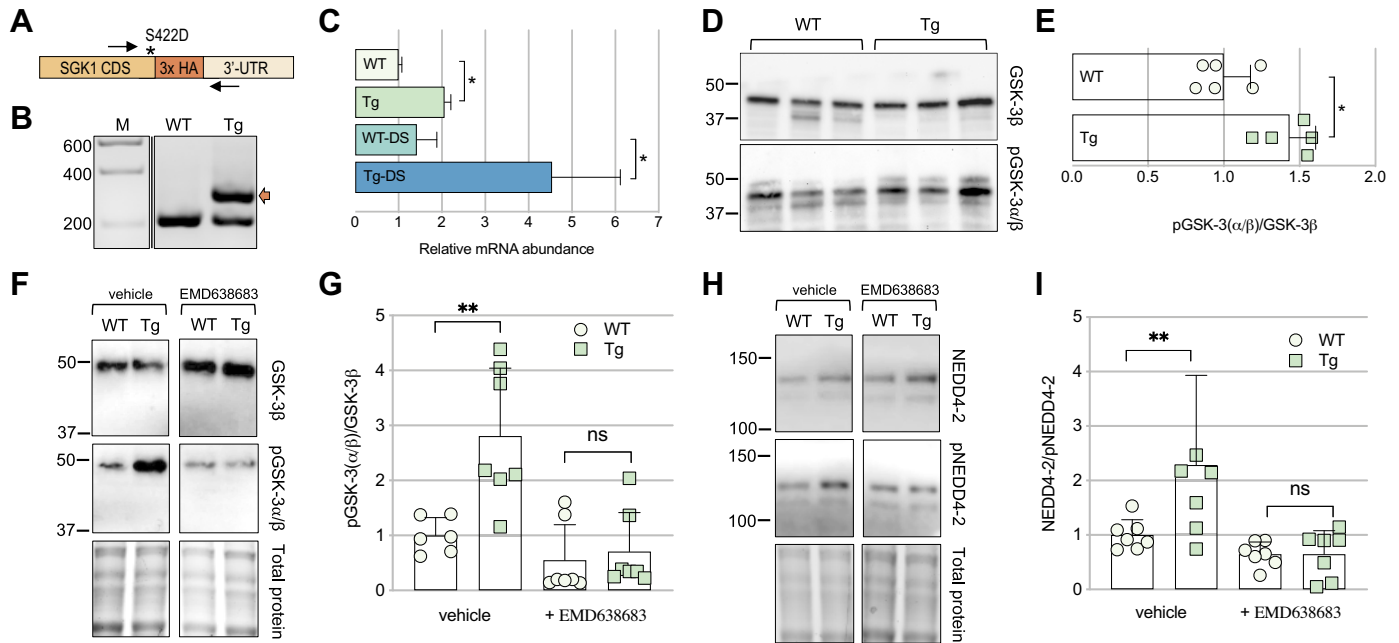 A
S422D
*
SGK1 CDS
3x HA
3'-UTR
B
M
WT
Tg
600
400
200
C
WT
Tg
WT-DS
Tg-DS
*
*
0 1 2 3 4 5 6 7
Relative mRNA abundance
D
WT
Tg
50
37
GSK-3β
50
37
pGSK-3α/β
E
WT
Tg
*
0.0 0.5 1.0 1.5 2.0
pGSK-3(α/β)/GSK-3β
F
vehicle
EMD638683
WT Tg WT Tg
50
37
GSK-3β
50
37
pGSK-3α/β
Total protein
G
5
4
3
2
1
0
pGSK-3(α/β)/GSK-3β
**
ns
WT
Tg
vehicle
+ EMD638683
H
vehicle
EMD638683
WT Tg WT Tg
150
100
NEDD4-2
150
100
pNEDD4-2
Total protein
I
5
4
3
2
1
0
NEDD4-2/pNEDD4-2
**
ns
WT
Tg
vehicle
+ EMD638683